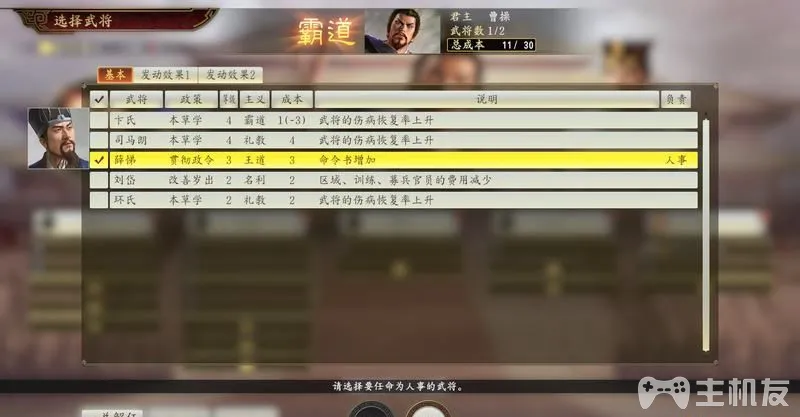 选择武将
霸道
君主 曹操
武将数1/2
总成本 11/30
基本 发动效果1 发动效果2
武将 政策 等级 主义 成本 说明 负责
卞氏 本草学 4 霸道 1(-3) 武将的伤病恢复率上升
司马朗 本草学 4 礼教 4 武将的伤病恢复率上升
薛悌 贯彻政令 3 王道 3 命令书增加 人事
刘岱 改善岁出 2 名利 2 区域、训练、募兵官员的费用减少
环氏 本草学 2 礼教 2 武将的伤病恢复率上升
请选择要任命为人事的武将。
主机友